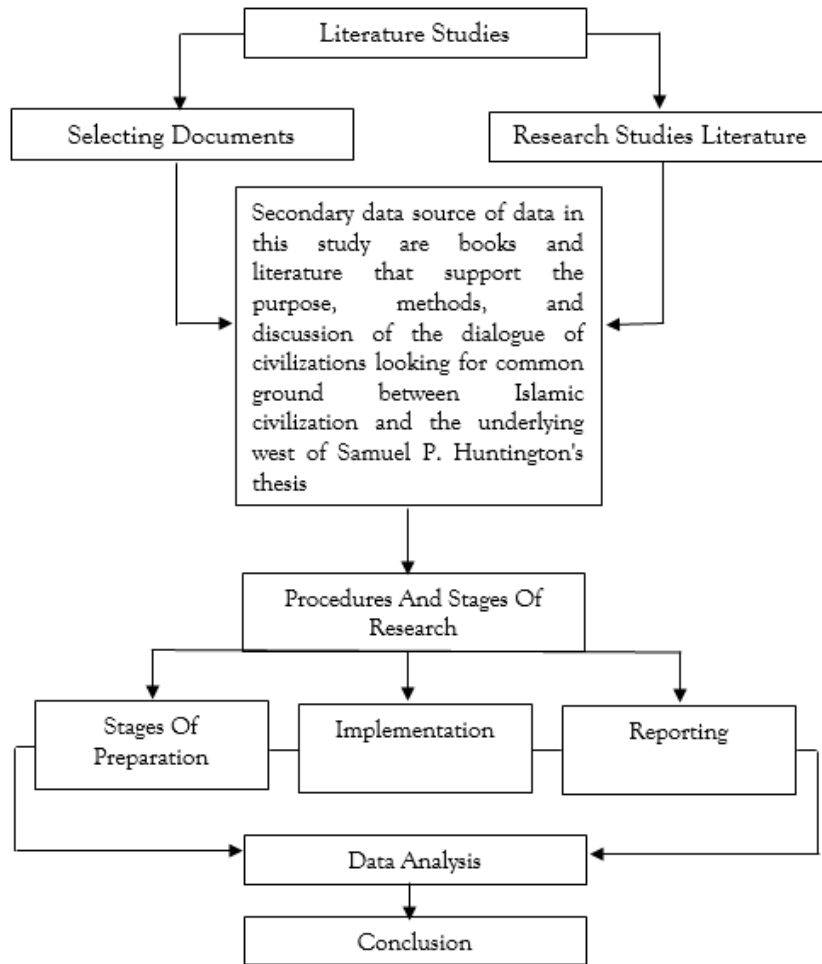 Literature Studies
Selecting Documents
Research Studies Literature
Secondary data source of data in
this study are books and
literature that support the
purpose, methods, and
discussion of the dialogue of
civilizations looking for common
ground between Islamic
civilization and the underlying
west of Samuel P. Huntington's
thesis
Procedures And Stages Of
Research
Stages Of
Preparation
Implementation
Reporting
Data Analysis
Conclusion